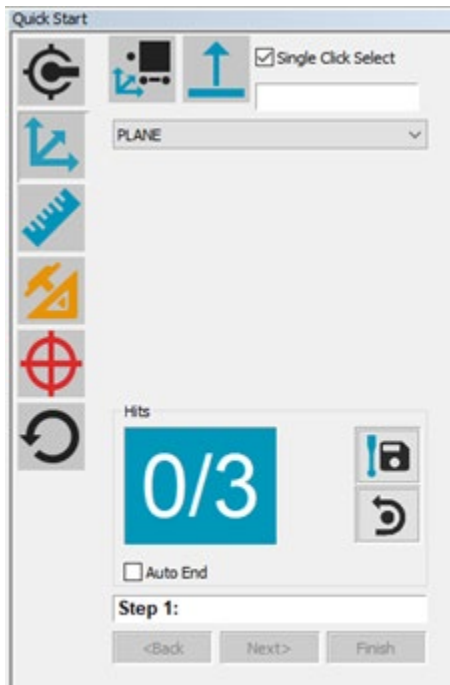 Quick Start
Single Click Select
PLANE
Hits
0/3
Auto End
Step 1:
<Back
Next>
Finish